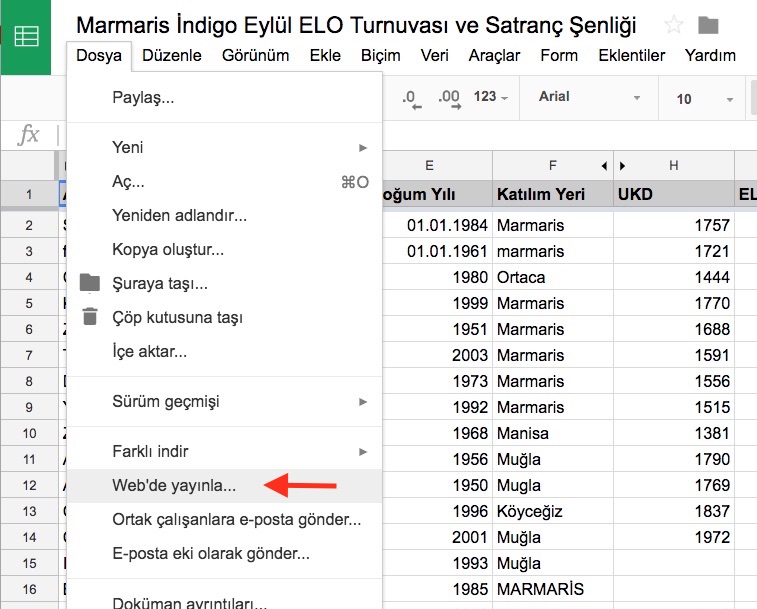 Marmaris İndigo Eylül ELO Turnuvası ve Satranç Şenliği
Dosya Düzenle Görünüm Ekle Biçim Veri Araçlar Form Eklentiler Yardım
Paylaş...
.0 .00 123 Arial 10
fx
Yeni
Aç... ⌘O
Yeniden adlandır...
Kopya oluştur...
Şuraya taşı...
Çöp kutusuna taşı
İçe aktar...
Sürüm geçmişi
Farklı indir
Web'de yayınla...
Ortak çalışanlara e-posta gönder...
E-posta eki olarak gönder...
Doküman ayrıntıları...
E F H
1 oğum Yılı Katılım Yeri UKD EL
2 01.01.1984 Marmaris 1757
3 01.01.1961 marmaris 1721
4 1980 Ortaca 1444
5 1999 Marmaris 1770
6 1951 Marmaris 1688
7 2003 Marmaris 1591
8 1973 Marmaris 1556
9 1992 Marmaris 1515
10 1968 Manisa 1381
11 1956 Muğla 1790
12 1950 Mugla 1769
13 1996 Köyceğiz 1837
14 2001 Muğla 1972
15 1993 Muğla
16 1985 MARMARİS